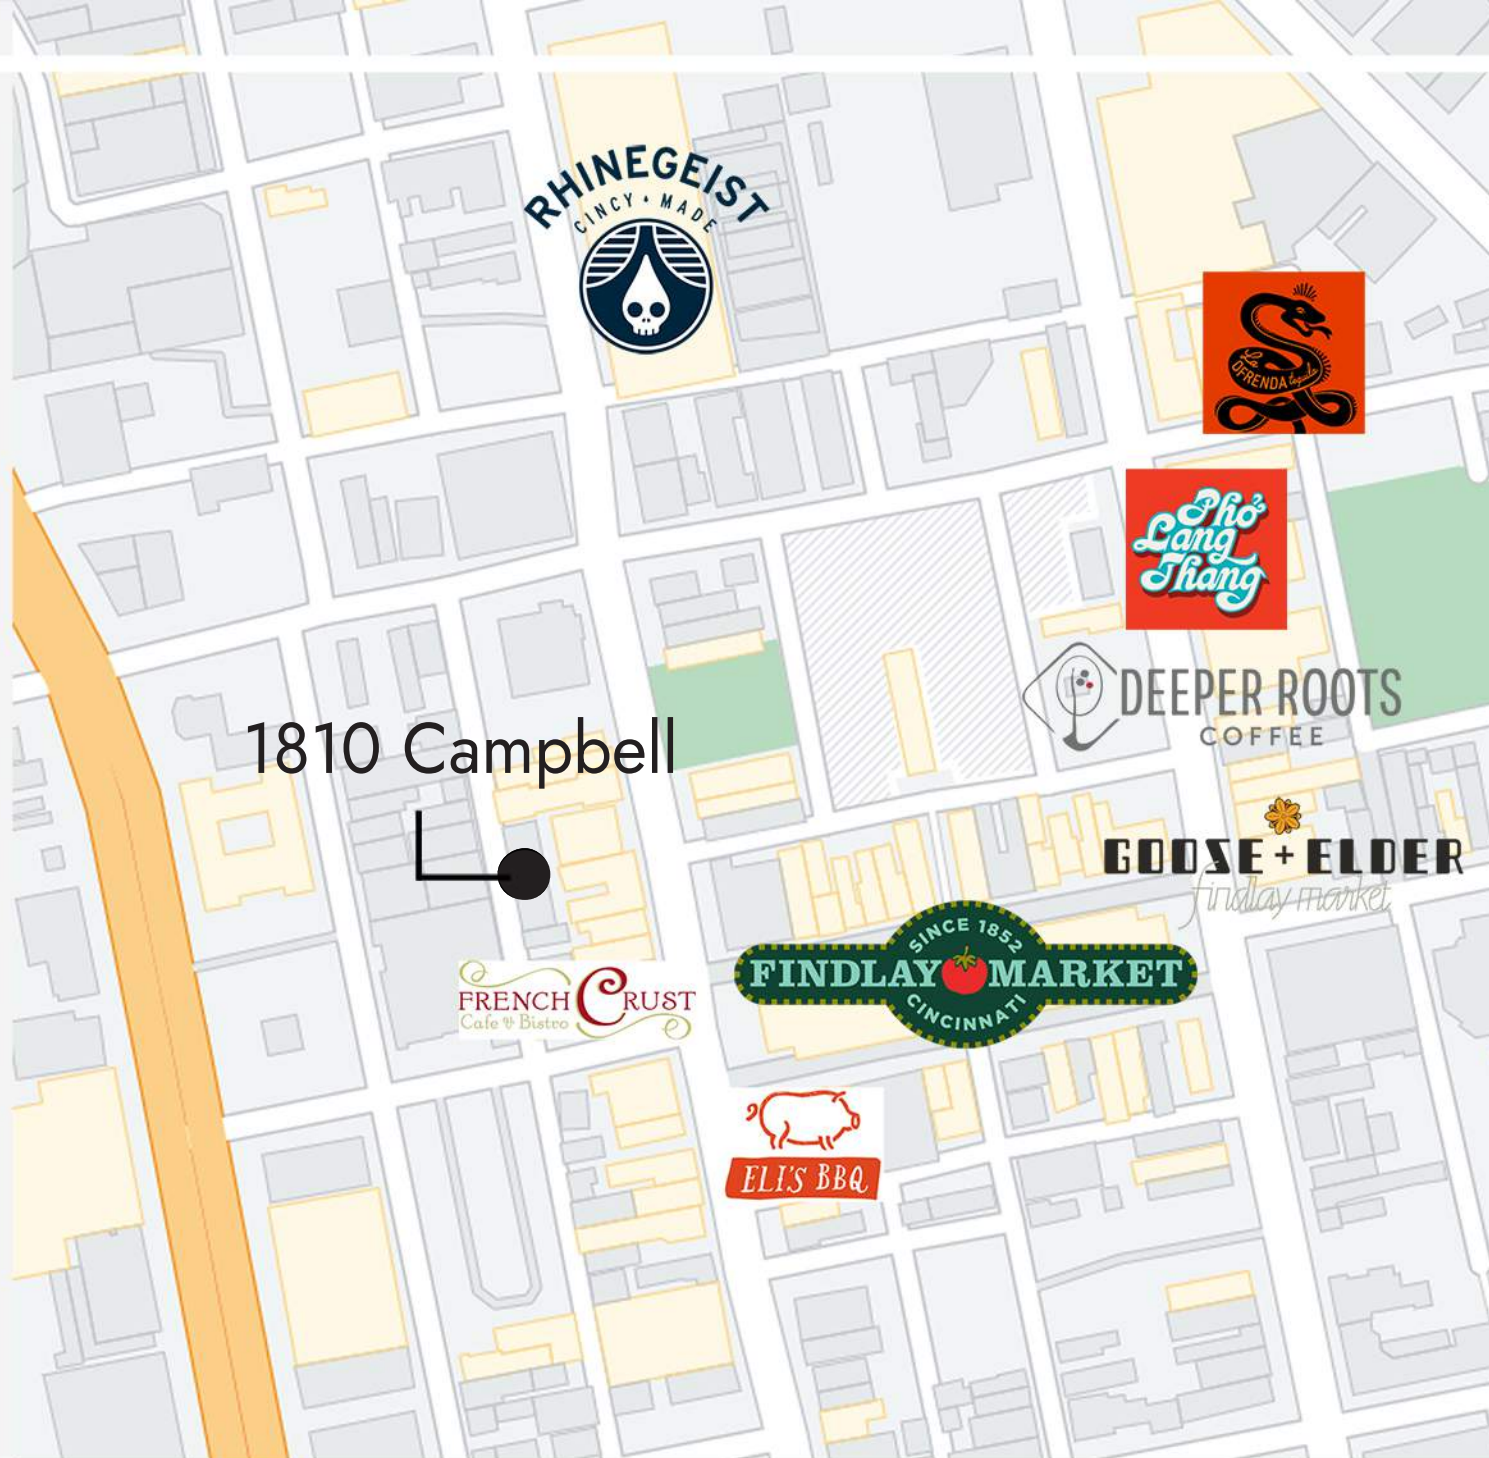 RHINEGEIST
CINCY • MADE
La
OFRENDA tequila
Phở
Lang
Thang
DEEPER ROOTS
COFFEE
1810 Campbell
GOOSE + ELDER
findlay market
SINCE 1852
FINDLAY MARKET
CINCINNATI
FRENCH CRUST
Cafe & Bistro
ELI'S BBQ